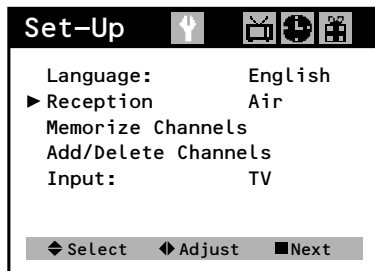 Set-Up
Language: English
Reception Air
Memorize Channels
Add/Delete Channels
Input: TV
Select Adjust Next